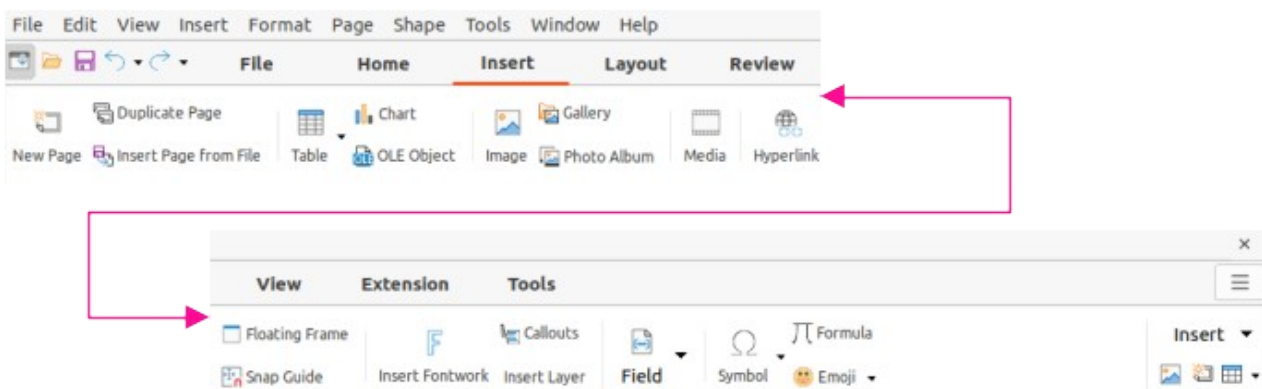 File Edit View Insert Format Page Shape Tools Window Help
File Home Insert Layout Review
Duplicate Page Chart Gallery
New Page Insert Page from File Table OLE Object Image Photo Album Media Hyperlink
View Extension Tools
Floating Frame Callouts Formula Insert
Snap Guide Insert Fontwork Insert Layer Field Symbol Emoji